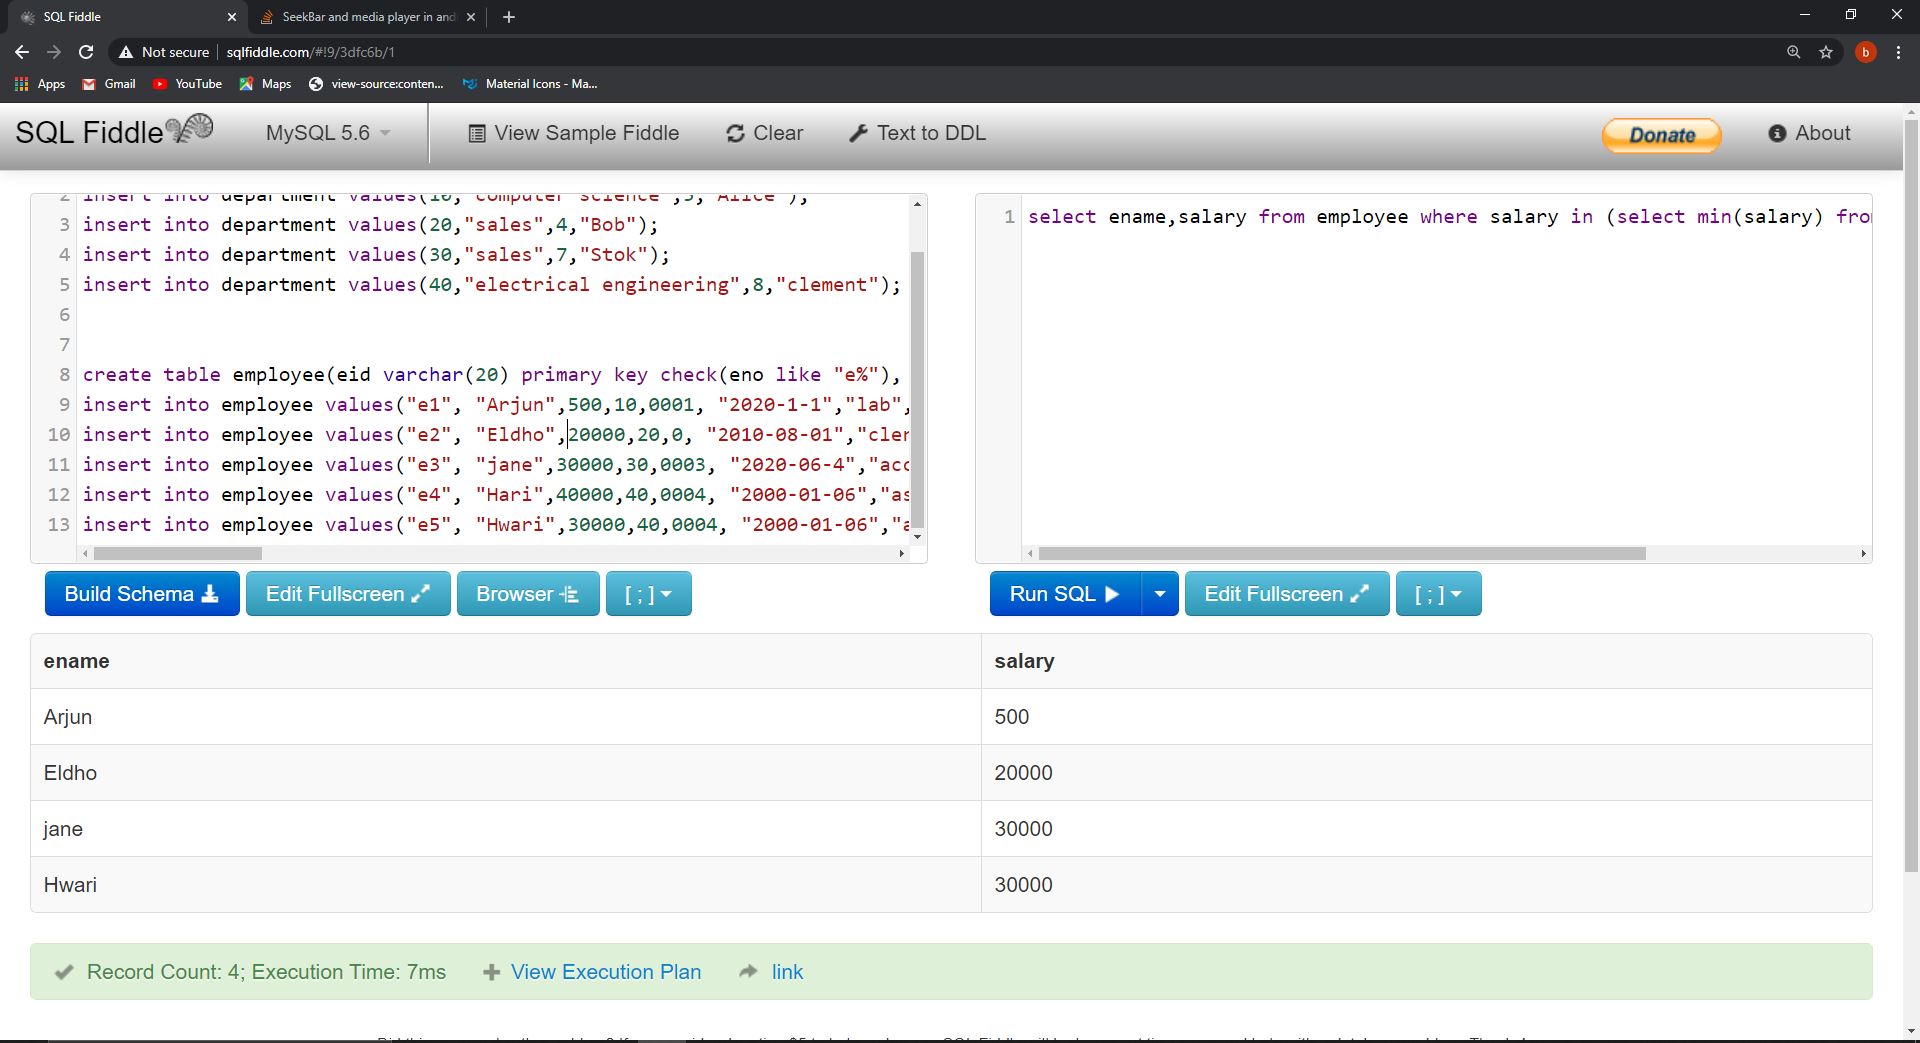 SQL Fiddle
SeekBar and media player in and
Not secure
sqlfiddle.com/#!9/3dfc6b/1
b
Apps
Gmail
YouTube
Maps
view-source:conten...
Material Icons - Ma...
SQL Fiddle
MySQL 5.6
View Sample Fiddle
Clear
Text to DDL
Donate
About
2 insert into department values(10,"computer science",5,"Alice");
3 insert into department values(20,"sales",4,"Bob");
4 insert into department values(30,"sales",7,"Stok");
5 insert into department values(40,"electrical engineering",8,"clement");
6
7
8 create table employee(eid varchar(20) primary key check(eno like "e%"),
9 insert into employee values("e1", "Arjun",500,10,0001, "2020-1-1","lab",
10 insert into employee values("e2", "Eldho",20000,20,0, "2010-08-01","cler
11 insert into employee values("e3", "jane",30000,30,0003, "2020-06-4","acc
12 insert into employee values("e4", "Hari",40000,40,0004, "2000-01-06","as
13 insert into employee values("e5", "Hwari",30000,40,0004, "2000-01-06","a
1 select ename,salary from employee where salary in (select min(salary) fro
Build Schema
Edit Fullscreen
Browser
[ ; ]
Run SQL
Edit Fullscreen
[ ; ]
ename salary
Arjun 500
Eldho 20000
jane 30000
Hwari 30000
Record Count: 4; Execution Time: 7ms
View Execution Plan
link